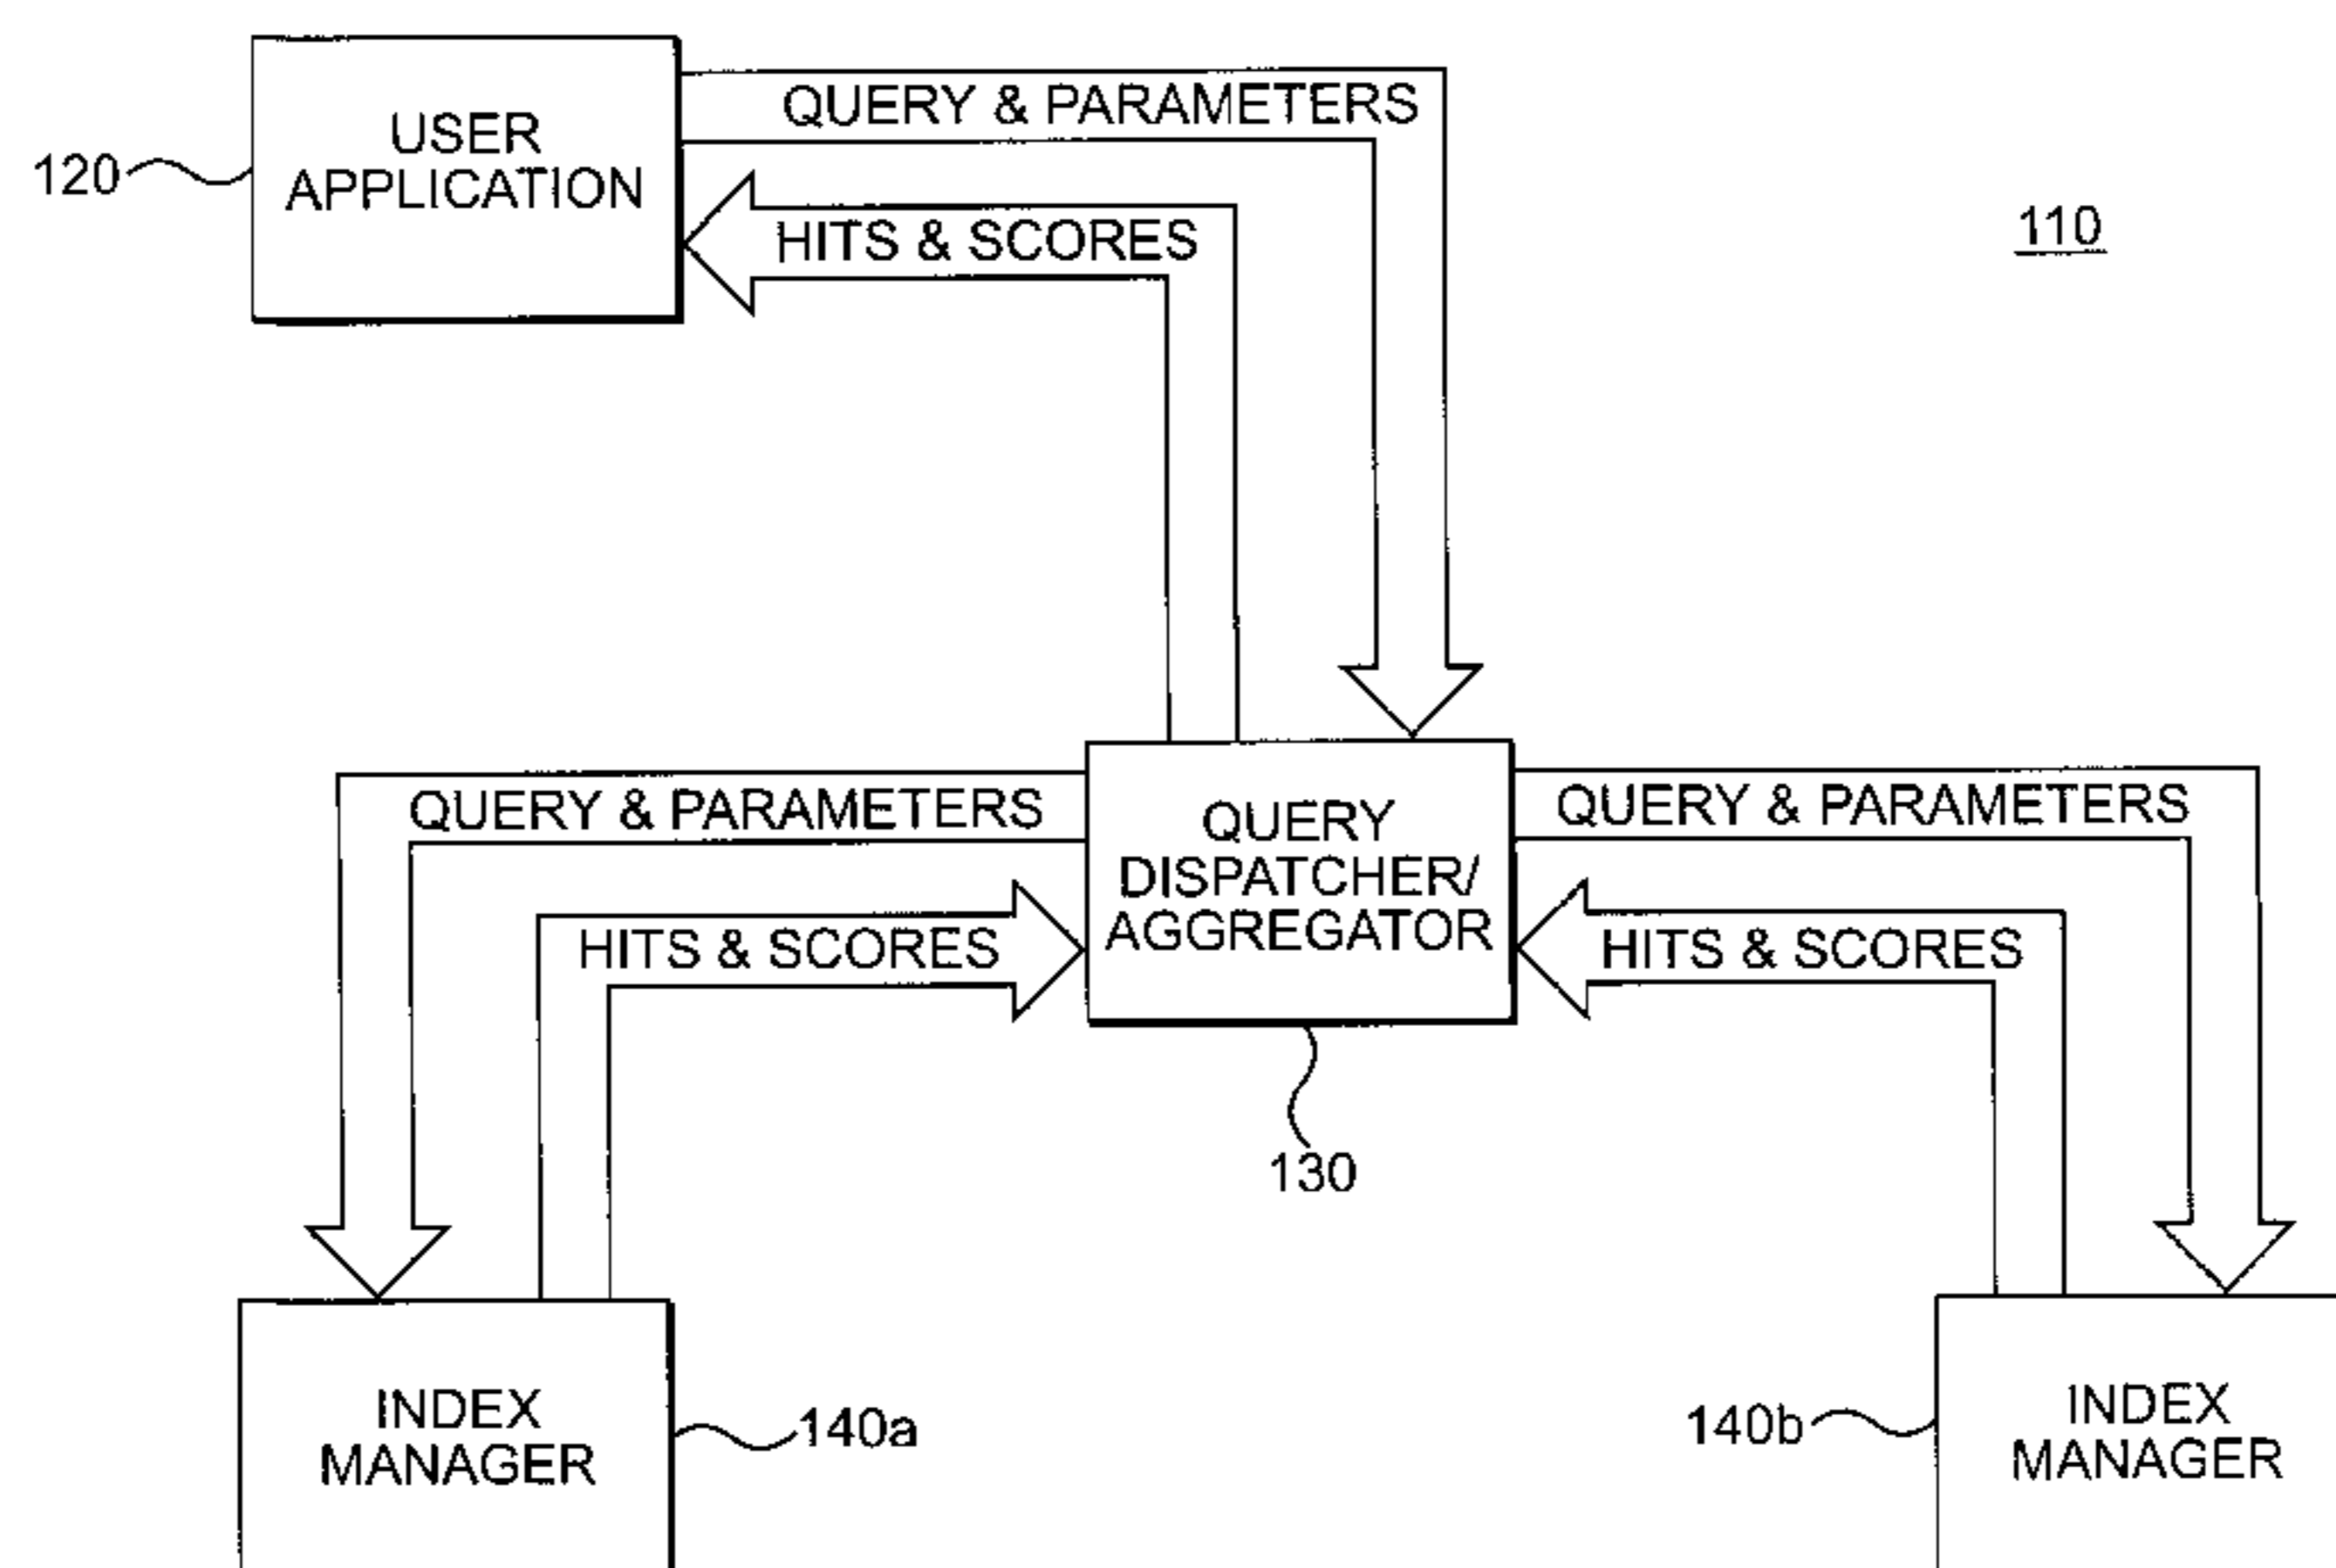 QUERY & PARAMETERS
USER
APPLICATION
120
HITS & SCORES
110
QUERY & PARAMETERS
QUERY
DISPATCHER/
AGGREGATOR
QUERY & PARAMETERS
HITS & SCORES
HITS & SCORES
130
INDEX
MANAGER
140a
140b
INDEX
MANAGER